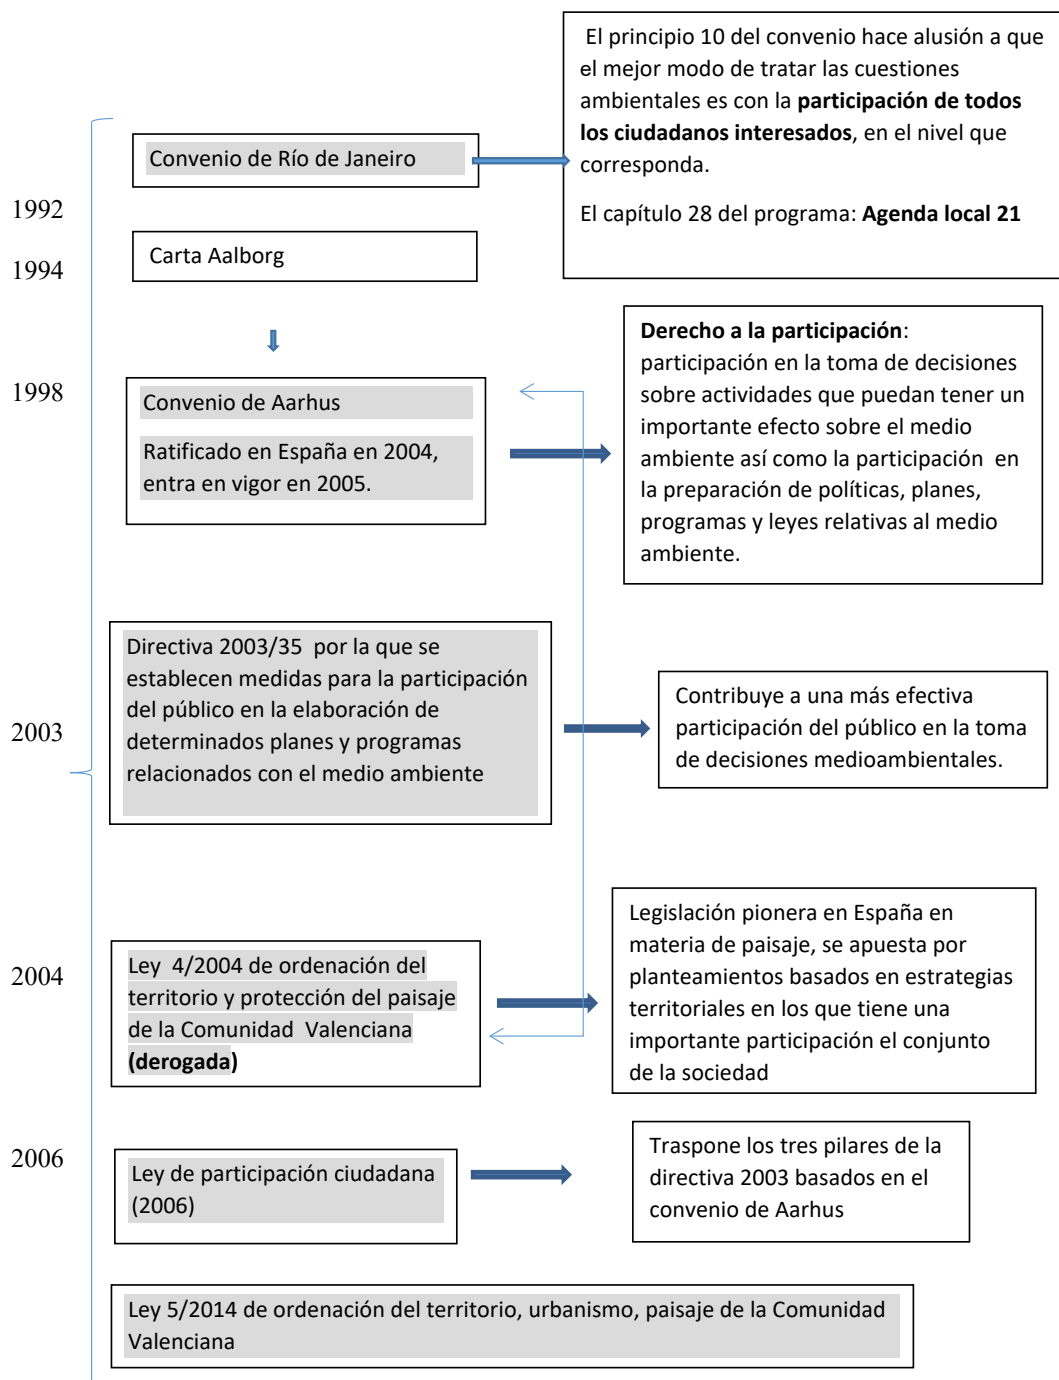 El principio 10 del convenio hace alusión a que
el mejor modo de tratar las cuestiones
ambientales es con la participación de todos
los ciudadanos interesados, en el nivel que
corresponda.
El capítulo 28 del programa: Agenda local 21
Convenio de Río de Janeiro
1992
Carta Aalborg
1994
Derecho a la participación:
participación en la toma de decisiones
sobre actividades que puedan tener un
importante efecto sobre el medio
ambiente así como la participación en
la preparación de políticas, planes,
programas y leyes relativas al medio
ambiente.
1998
Convenio de Aarhus
Ratificado en España en 2004,
entra en vigor en 2005.
Directiva 2003/35 por la que se
establecen medidas para la participación
del público en la elaboración de
determinados planes y programas
relacionados con el medio ambiente
2003
Contribuye a una más efectiva
participación del público en la toma
de decisiones medioambientales.
Legislación pionera en España en
materia de paisaje, se apuesta por
planteamientos basados en estrategias
territoriales en los que tiene una
importante participación el conjunto
de la sociedad
2004
Ley 4/2004 de ordenación del
territorio y protección del paisaje
de la Comunidad Valenciana
(derogada)
2006
Ley de participación ciudadana
(2006)
Traspone los tres pilares de la
directiva 2003 basados en el
convenio de Aarhus
Ley 5/2014 de ordenación del territorio, urbanismo, paisaje de la Comunidad
Valenciana